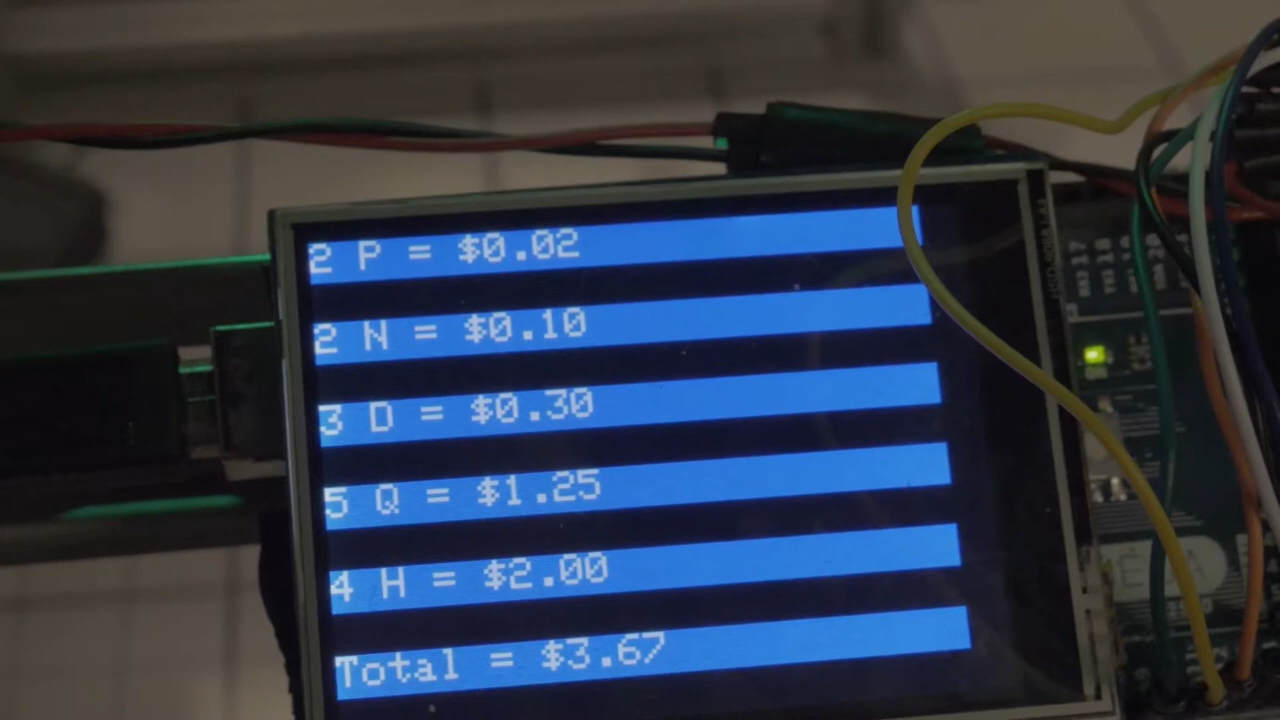 2 P = $0.02
2 N = $0.10
3 D = $0.30
5 Q = $1.25
4 H = $2.00
Total = $3.67